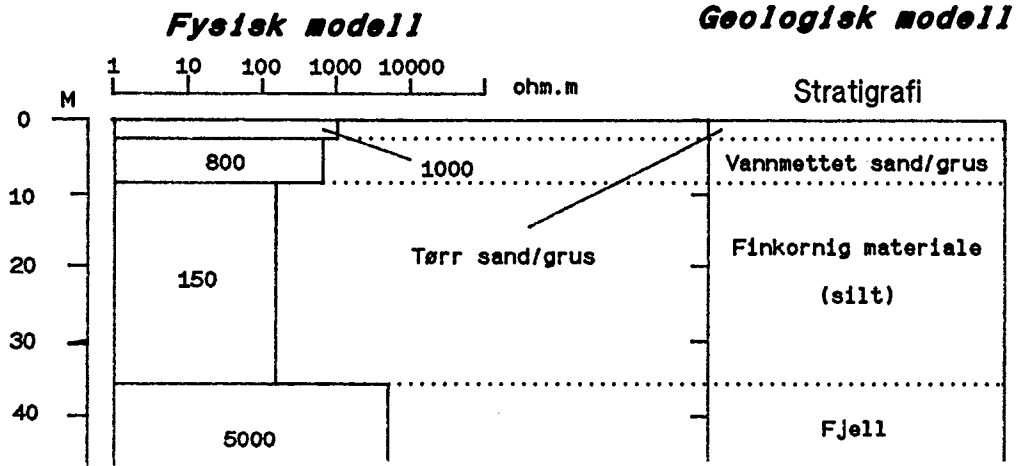 Fysisk modell
Geologisk modell
1 10 100 1000 10000
ohm.m
M
Stratigrafi
0
800
1000
Vannmettet sand/grus
10
Tørr sand/grus
Finkornig materiale
(silt)
20
150
30
40
5000
Fjell